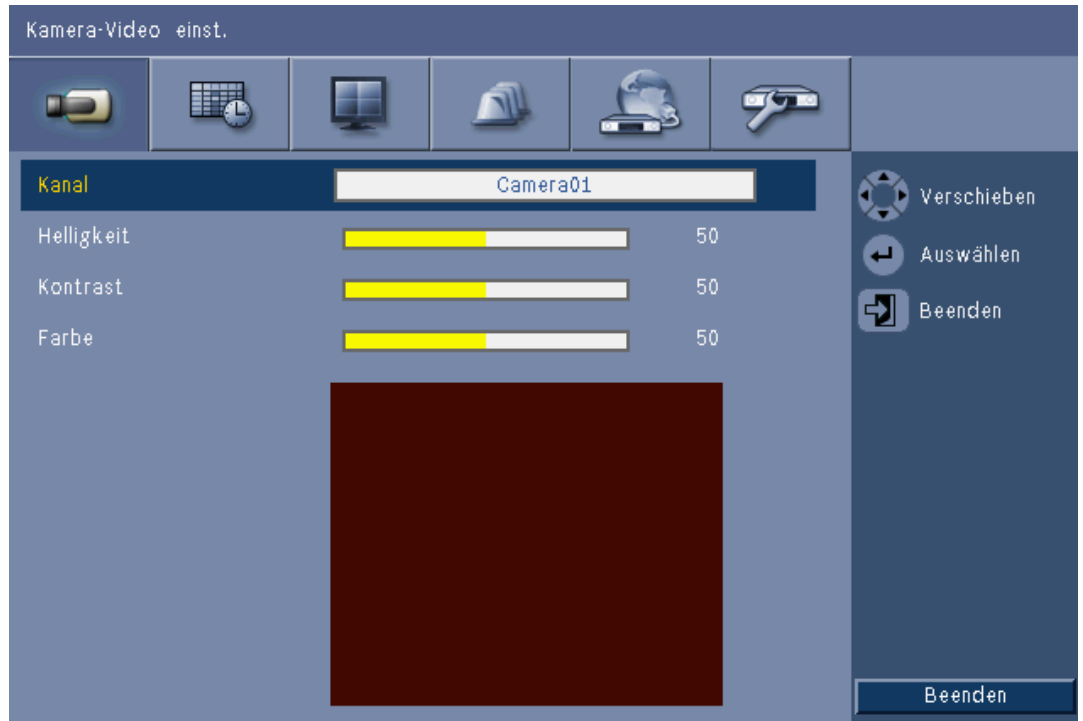 Kamera-Video einst.
Kanal Camera01
Helligkeit 50
Kontrast 50
Farbe 50
Verschieben
Auswählen
Beenden
Beenden